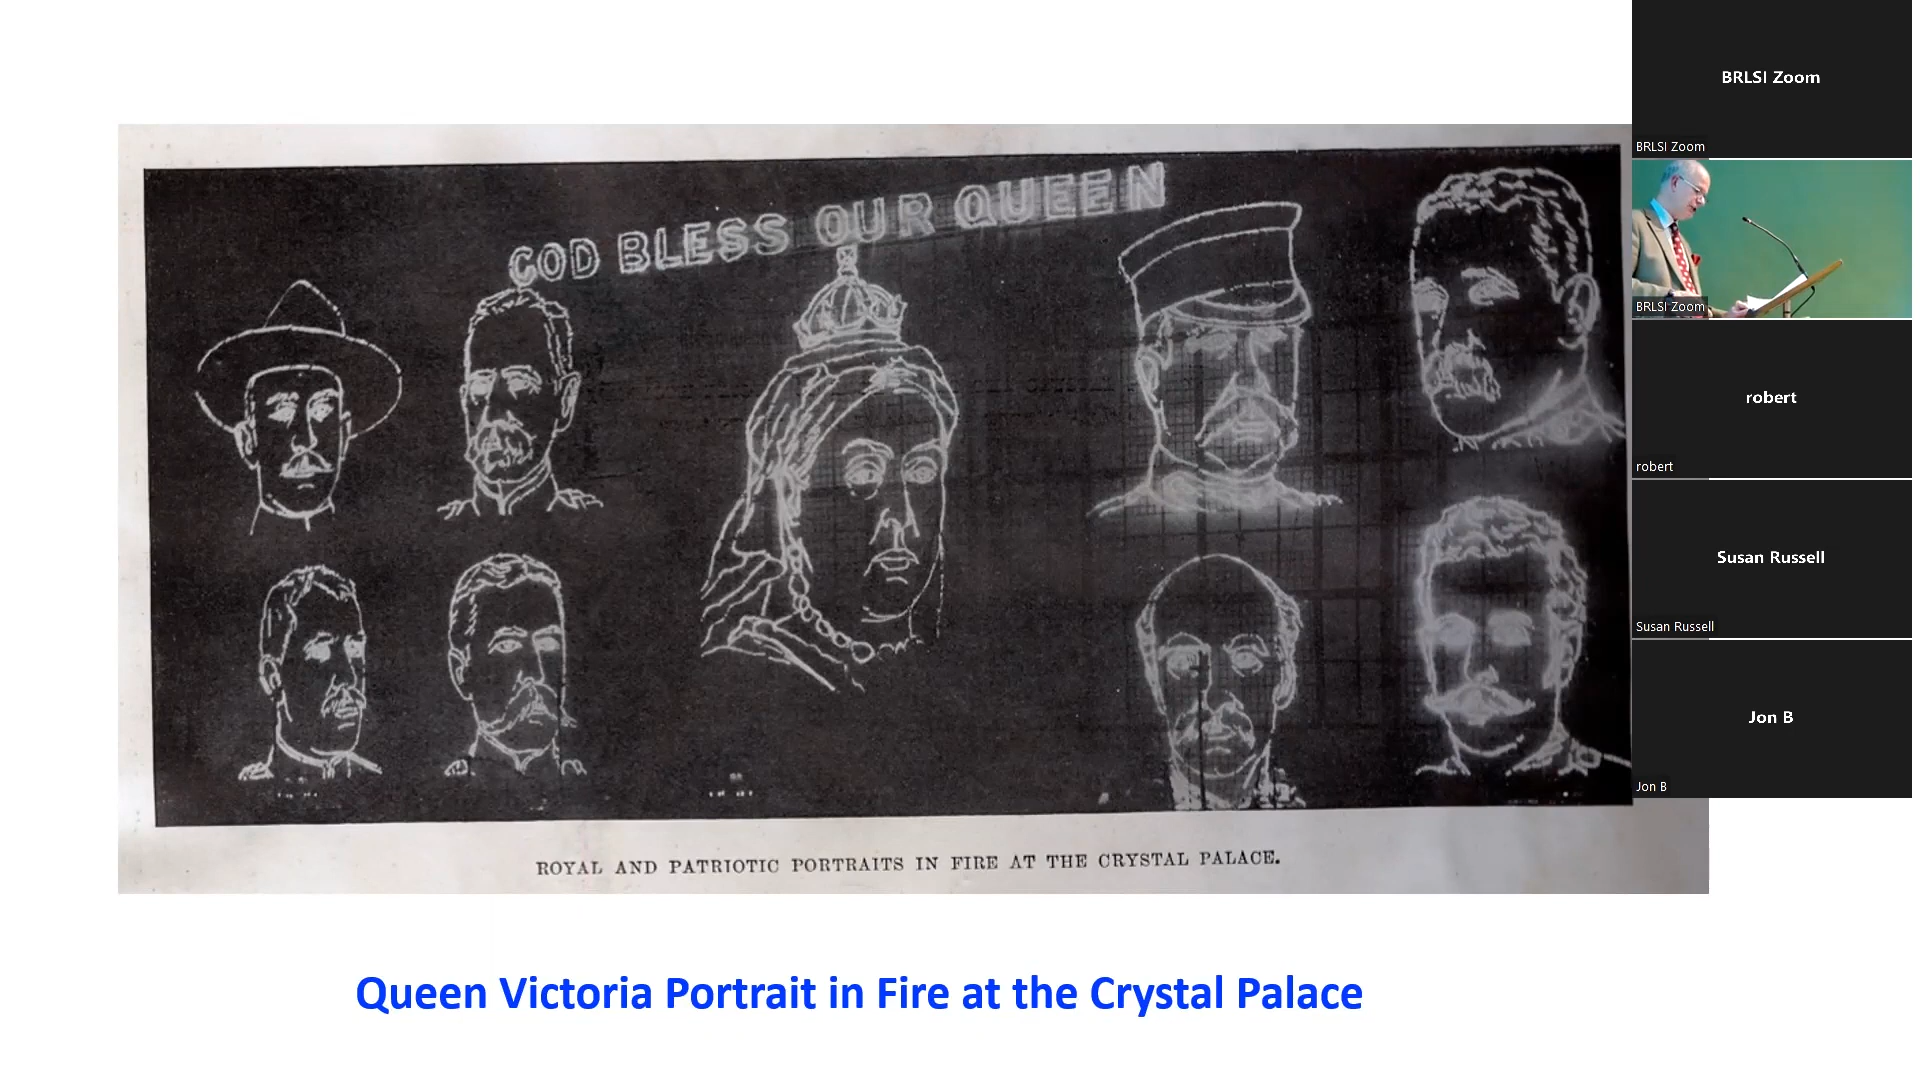 GOD BLESS OUR QUEEN
ROYAL AND PATRIOTIC PORTRAITS IN FIRE AT THE CRYSTAL PALACE.
Queen Victoria Portrait in Fire at the Crystal Palace
BRLSI Zoom
BRLSI Zoom
BRLSI Zoom
robert
robert
Susan Russell
Susan Russell
Jon B
Jon B